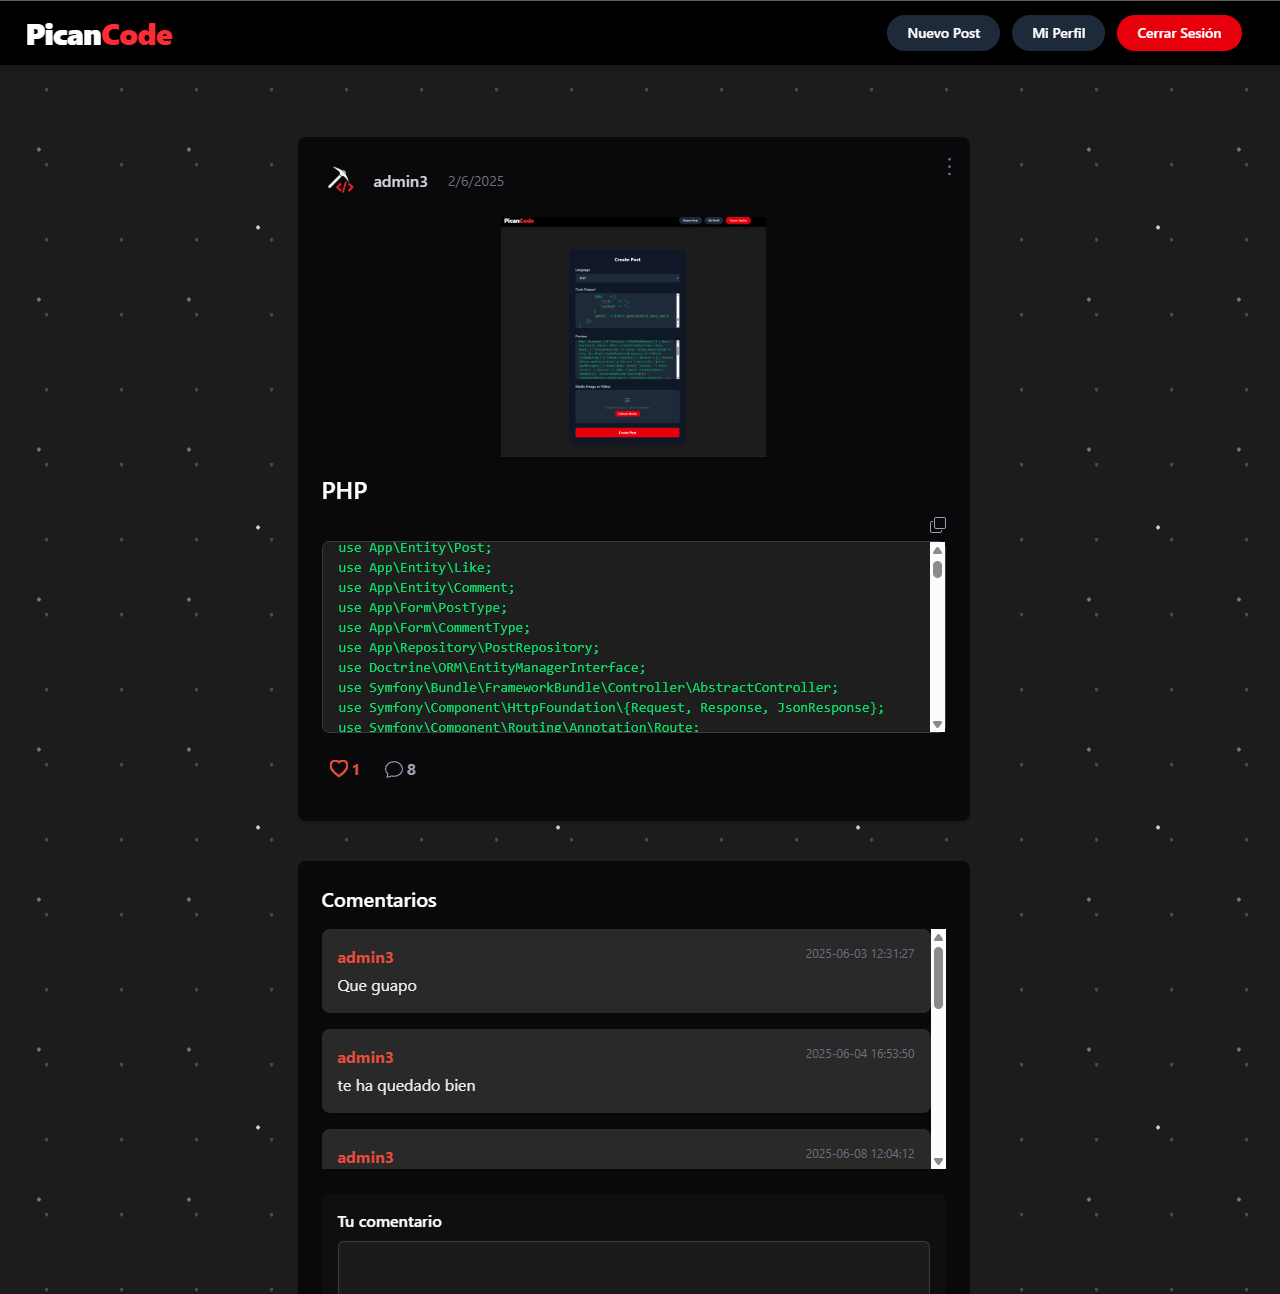 PicanCode
Nuevo Post
Mi Perfil
Cerrar Sesión
admin3
2/6/2025
PicanCode
Create Post
Language
PHP
Code Snippet
Preview
Media (Image or Video)
Create Post
PHP
use App\Entity\Post;
use App\Entity\Like;
use App\Entity\Comment;
use App\Form\PostType;
use App\Form\CommentType;
use App\Repository\PostRepository;
use Doctrine\ORM\EntityManagerInterface;
use Symfony\Bundle\FrameworkBundle\Controller\AbstractController;
use Symfony\Component\HttpFoundation\{Request, Response, JsonResponse};
use Symfony\Component\Routing\Annotation\Route;
1
8
Comentarios
admin3
2025-06-03 12:31:27
Que guapo
admin3
2025-06-04 16:53:50
te ha quedado bien
admin3
2025-06-08 12:04:12
Tu comentario